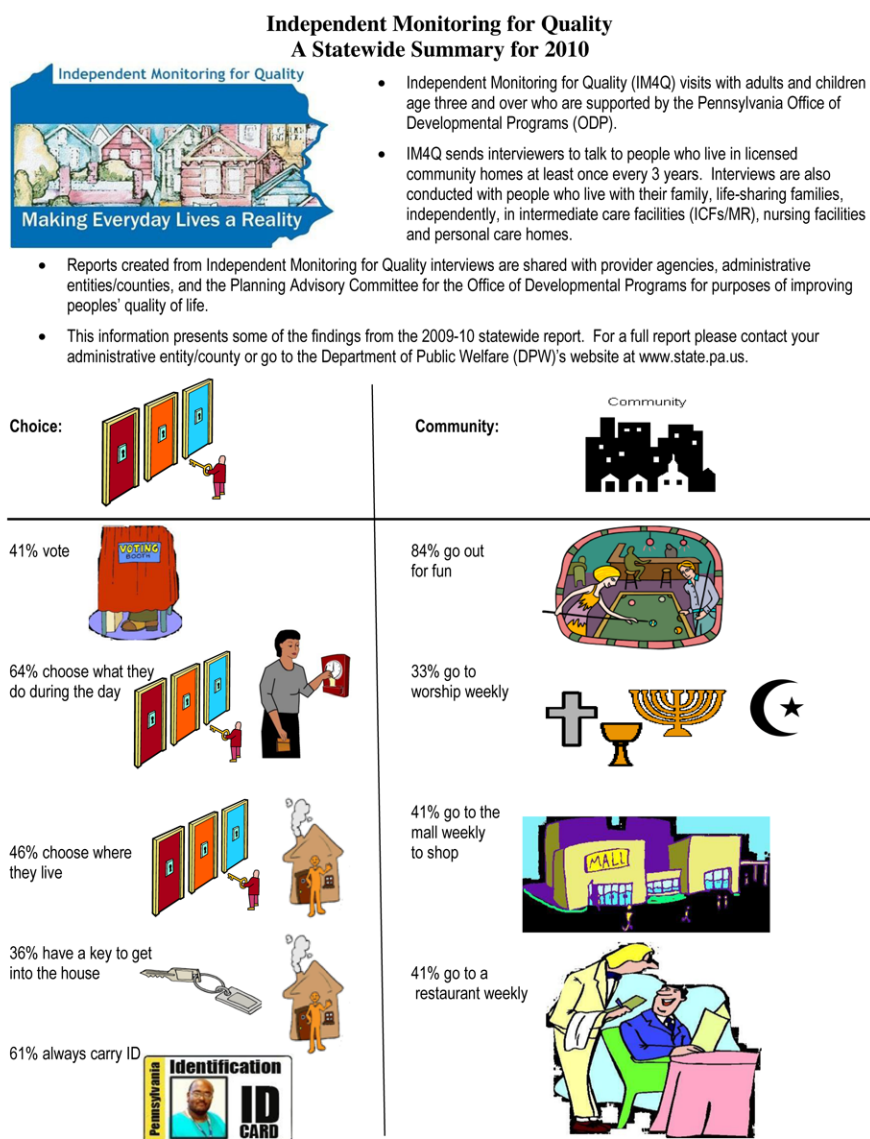 Independent Monitoring for Quality
A Statewide Summary for 2010
Independent Monitoring for Quality
Making Everyday Lives a Reality
• Independent Monitoring for Quality (IM4Q) visits with adults and children
age three and over who are supported by the Pennsylvania Office of
Developmental Programs (ODP).
• IM4Q sends interviewers to talk to people who live in licensed
community homes at least once every 3 years. Interviews are also
conducted with people who live with their family, life-sharing families,
independently, in intermediate care facilities (ICFs/MR), nursing facilities
and personal care homes.
• Reports created from Independent Monitoring for Quality interviews are shared with provider agencies, administrative
entities/counties, and the Planning Advisory Committee for the Office of Developmental Programs for purposes of improving
peoples' quality of life.
• This information presents some of the findings from the 2009-10 statewide report. For a full report please contact your
administrative entity/county or go to the Department of Public Welfare (DPW)'s website at www.state.pa.us.
Choice:
41% vote
VOTING
BOOTH
64% choose what they
do during the day
46% choose where
they live
36% have a key to get
into the house
61% always carry ID
Pennsylvania
Identification
ID
CARD
Community:
Community
84% go out
for fun
33% go to
worship weekly
41% go to the
mall weekly
to shop
MALL
41% go to a
restaurant weekly